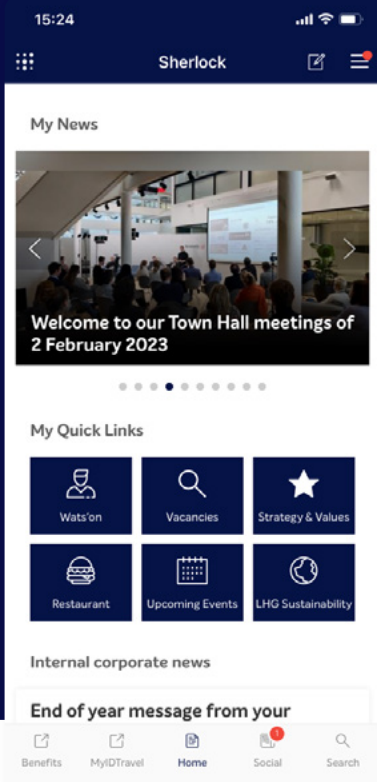 15:24
Sherlock
My News
Welcome to our Town Hall meetings of
2 February 2023
My Quick Links
Wats'on
Vacancies
Strategy & Values
Restaurant
Upcoming Events
LHG Sustainability
Internal corporate news
End of year message from your
1
Benefits
MyIDTravel
Home
Social
Search